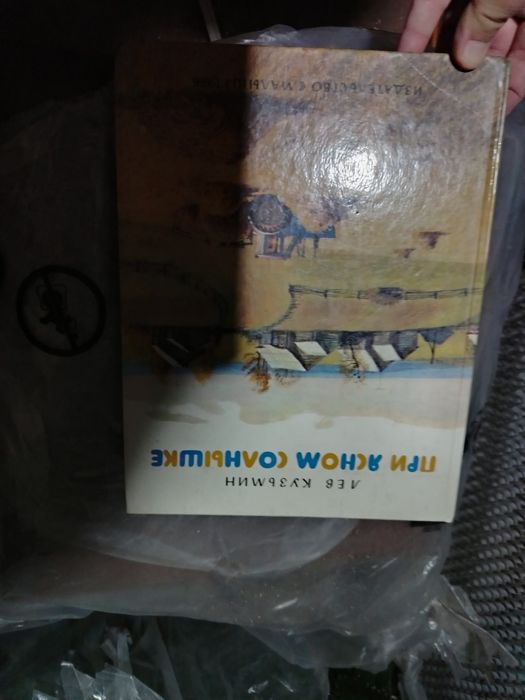 ЛЕВ КУЗЬМИН
ПРИ ЯСНОМ СОЛНЫШКЕ
ИЗДАТЕЛЬСТВО «МАЛЫШ»